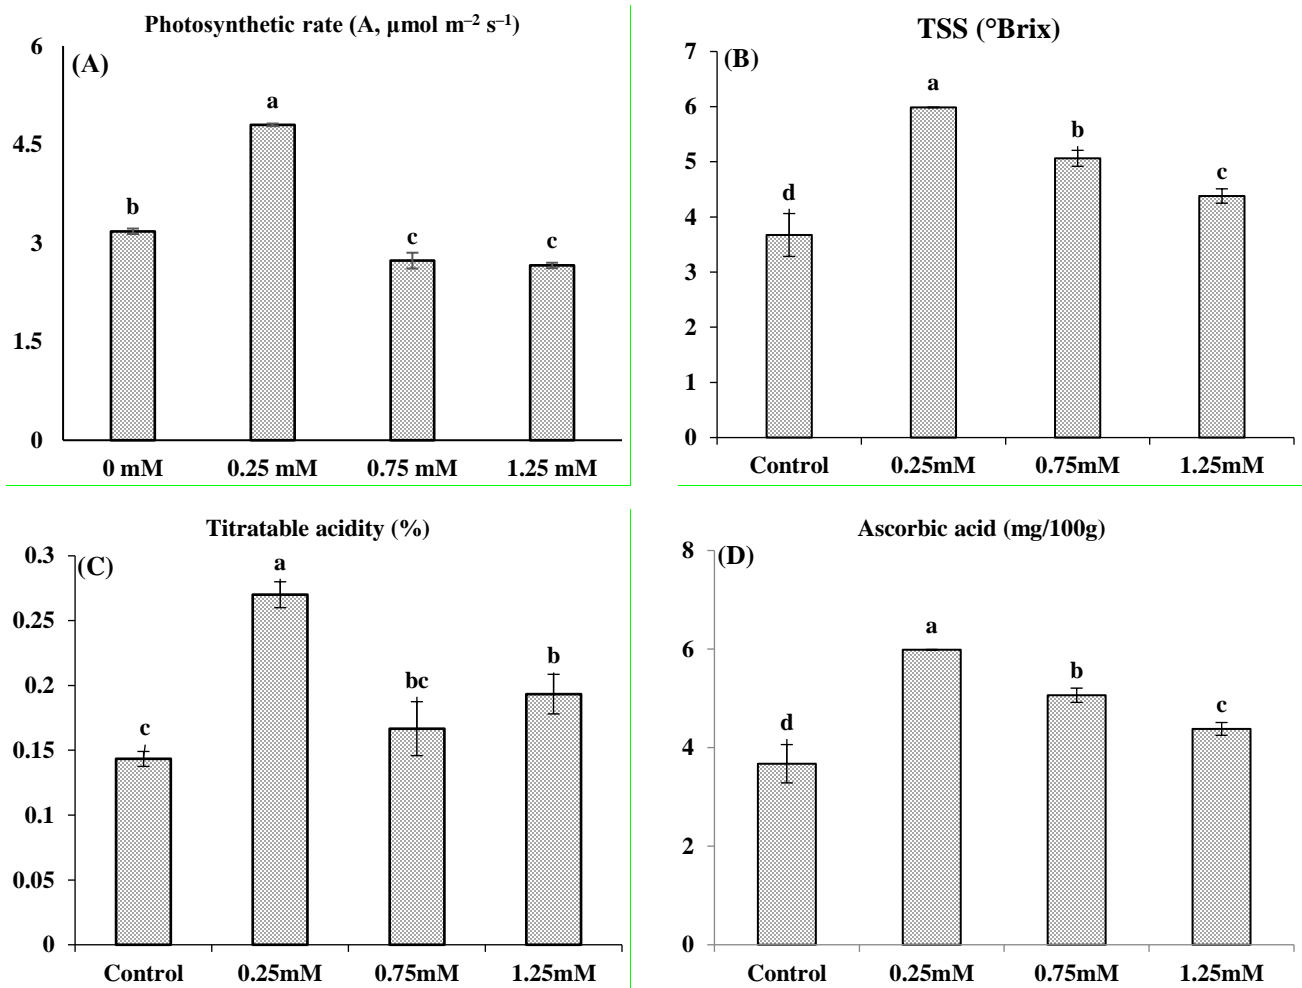 Photosynthetic rate (A, µmol m⁻² s⁻¹)
(A)
6
4.5
3
1.5
0
b
a
c
c
0 mM 0.25 mM 0.75 mM 1.25 mM
TSS (°Brix)
(B)
7
6
5
4
3
2
1
0
d
a
b
c
Control 0.25mM 0.75mM 1.25mM
Titratable acidity (%)
(C)
0.3
0.25
0.2
0.15
0.1
0.05
0
c
a
bc
b
Control 0.25mM 0.75mM 1.25mM
Ascorbic acid (mg/100g)
(D)
8
6
4
2
0
d
a
b
c
Control 0.25mM 0.75mM 1.25mM